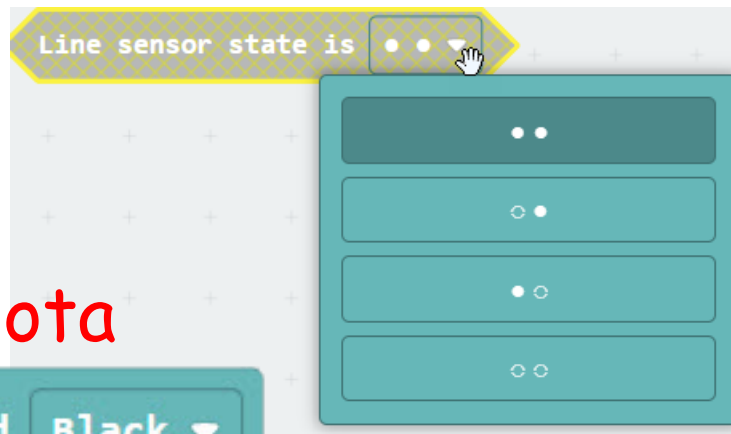 Line sensor state is ● ●
● ●
◌ ●
● ◌
◌ ◌
ota
d Black